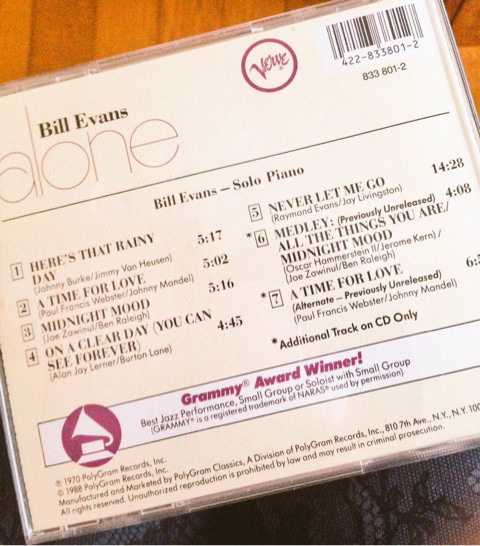 Verve
®
422-833801-2
833 801-2
Bill Evans
alone
Bill Evans – Solo Piano
1 HERE'S THAT RAINY 5:17
DAY
(Johnny Burke/Jimmy Van Heusen)
2 A TIME FOR LOVE 5:02
(Paul Francis Webster/Johnny Mandel)
3 MIDNIGHT MOOD 5:16
(Joe Zawinul/Ben Raleigh)
4 ON A CLEAR DAY (YOU CAN 4:45
SEE FOREVER)
(Alan Jay Lerner/Burton Lane)
5 NEVER LET ME GO 14:28
(Raymond Evans/Jay Livingston)
*6 MEDLEY: (Previously Unreleased) 4:08
ALL THE THINGS YOU ARE/
MIDNIGHT MOOD
(Oscar Hammerstein II/Jerome Kern)/
Joe Zawinul/Ben Raleigh)
*7 A TIME FOR LOVE
(Alternate – Previously Unreleased)
(Paul Francis Webster/Johnny Mandel)
*Additional Track on CD Only
Grammy® Award Winner!
Best Jazz Performance, Small Group or Soloist with Small Group
(GRAMMY® is a registered trademark of NARAS® used by permission)
℗ 1970 PolyGram Records, Inc.
© 1988 PolyGram Records, Inc.
Manufactured and Marketed by PolyGram Classics, A Division of PolyGram Records, Inc., 810 7th Ave., N.Y., N.Y.
All rights reserved. Unauthorized reproduction is prohibited by law and may result in criminal prosecution.